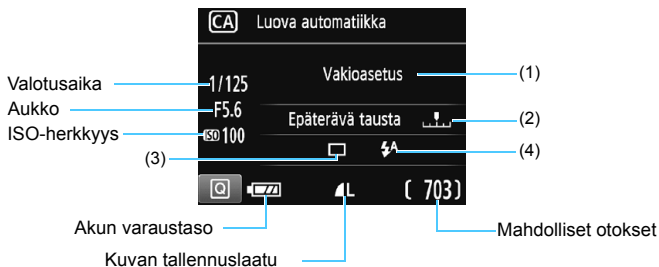 CA Luova automatiikka
Vakioasetus
(1)
Valotusaika
1/125
Aukko
F5.6
Epäterävä tausta
(2)
ISO-herkkyys
ISO 100
(3)
A
(4)
Q
L
( 703)
Akun varaustaso
Mahdolliset otokset
Kuvan tallennuslaatu